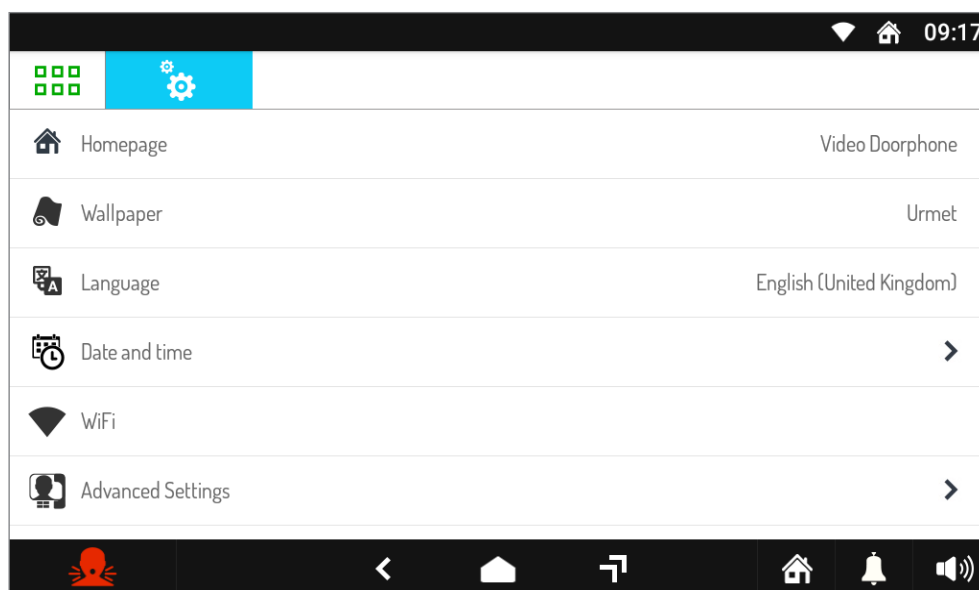 09:17
Homepage Video Doorphone
Wallpaper Urmet
Language English (United Kingdom)
Date and time
WiFi
Advanced Settings